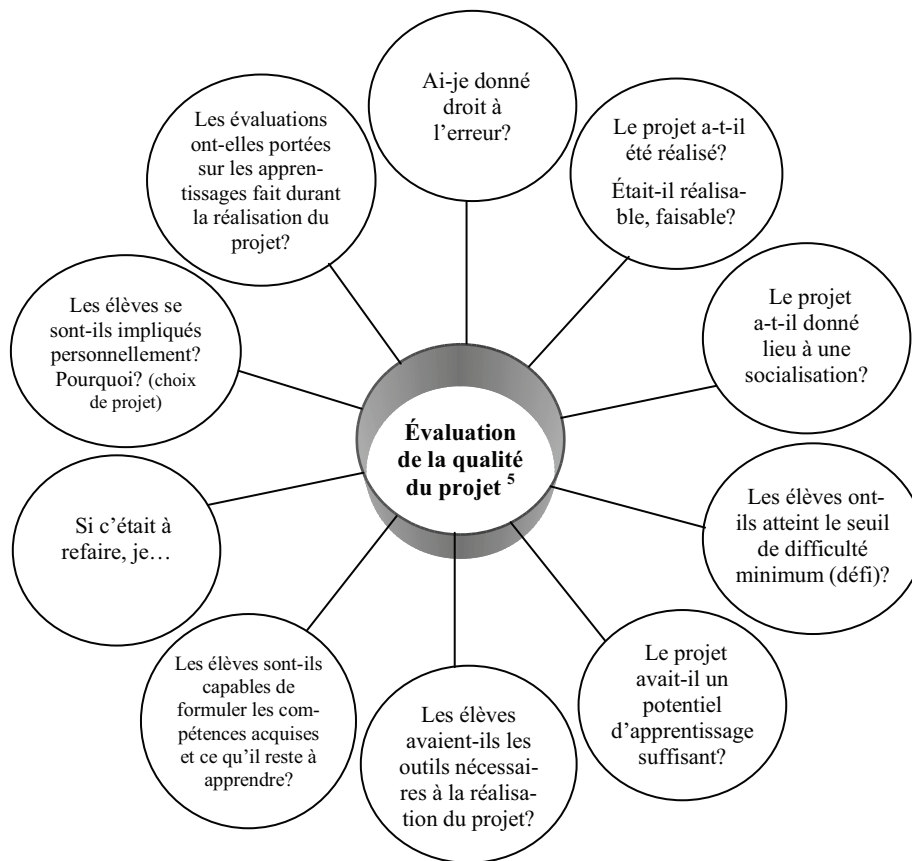 Ai-je donné
droit à
l’erreur?
Le projet a-t-il
été réalisé?
Était-il réalisa-
ble, faisable?
Le projet
a-t-il donné
lieu à une
socialisation?
Les élèves ont-
ils atteint le seuil
de difficulté
minimum (défi)?
Le projet
avait-il un
potentiel
d’apprentissage
suffisant?
Les élèves
avaient-ils les
outils nécessai-
res à la réalisa-
tion du projet?
Les élèves sont-ils
capables de
formuler les com-
pétences acquises
et ce qu’il reste à
apprendre?
Si c’était à
refaire, je…
Les élèves se
sont-ils impliqués
personnellement?
Pourquoi? (choix
de projet)
Les évaluations
ont-elles portées
sur les appren-
tissages fait durant
la réalisation du
projet?
Évaluation
de la qualité
du projet 5